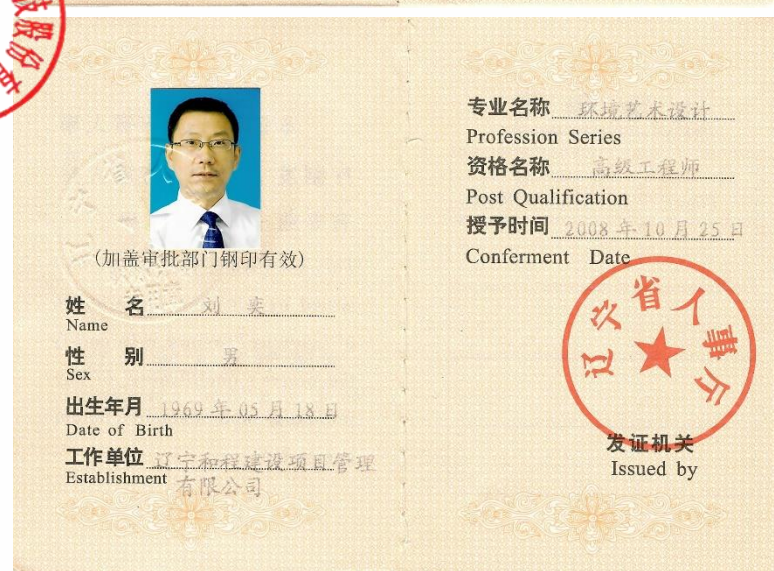 技股份有
(加盖审批部门钢印有效)
姓 名 刘 奕
Name
性 别 男
Sex
出生年月 1969 年 05 月 18 日
Date of Birth
工作单位 辽宁和程建设项目管理
Establishment 有限公司
专业名称 环境艺术设计
Profession Series
资格名称 高级工程师
Post Qualification
授予时间 2008 年 10 月 25 日
Conferment Date
辽宁省人事厅
发证机关
Issued by